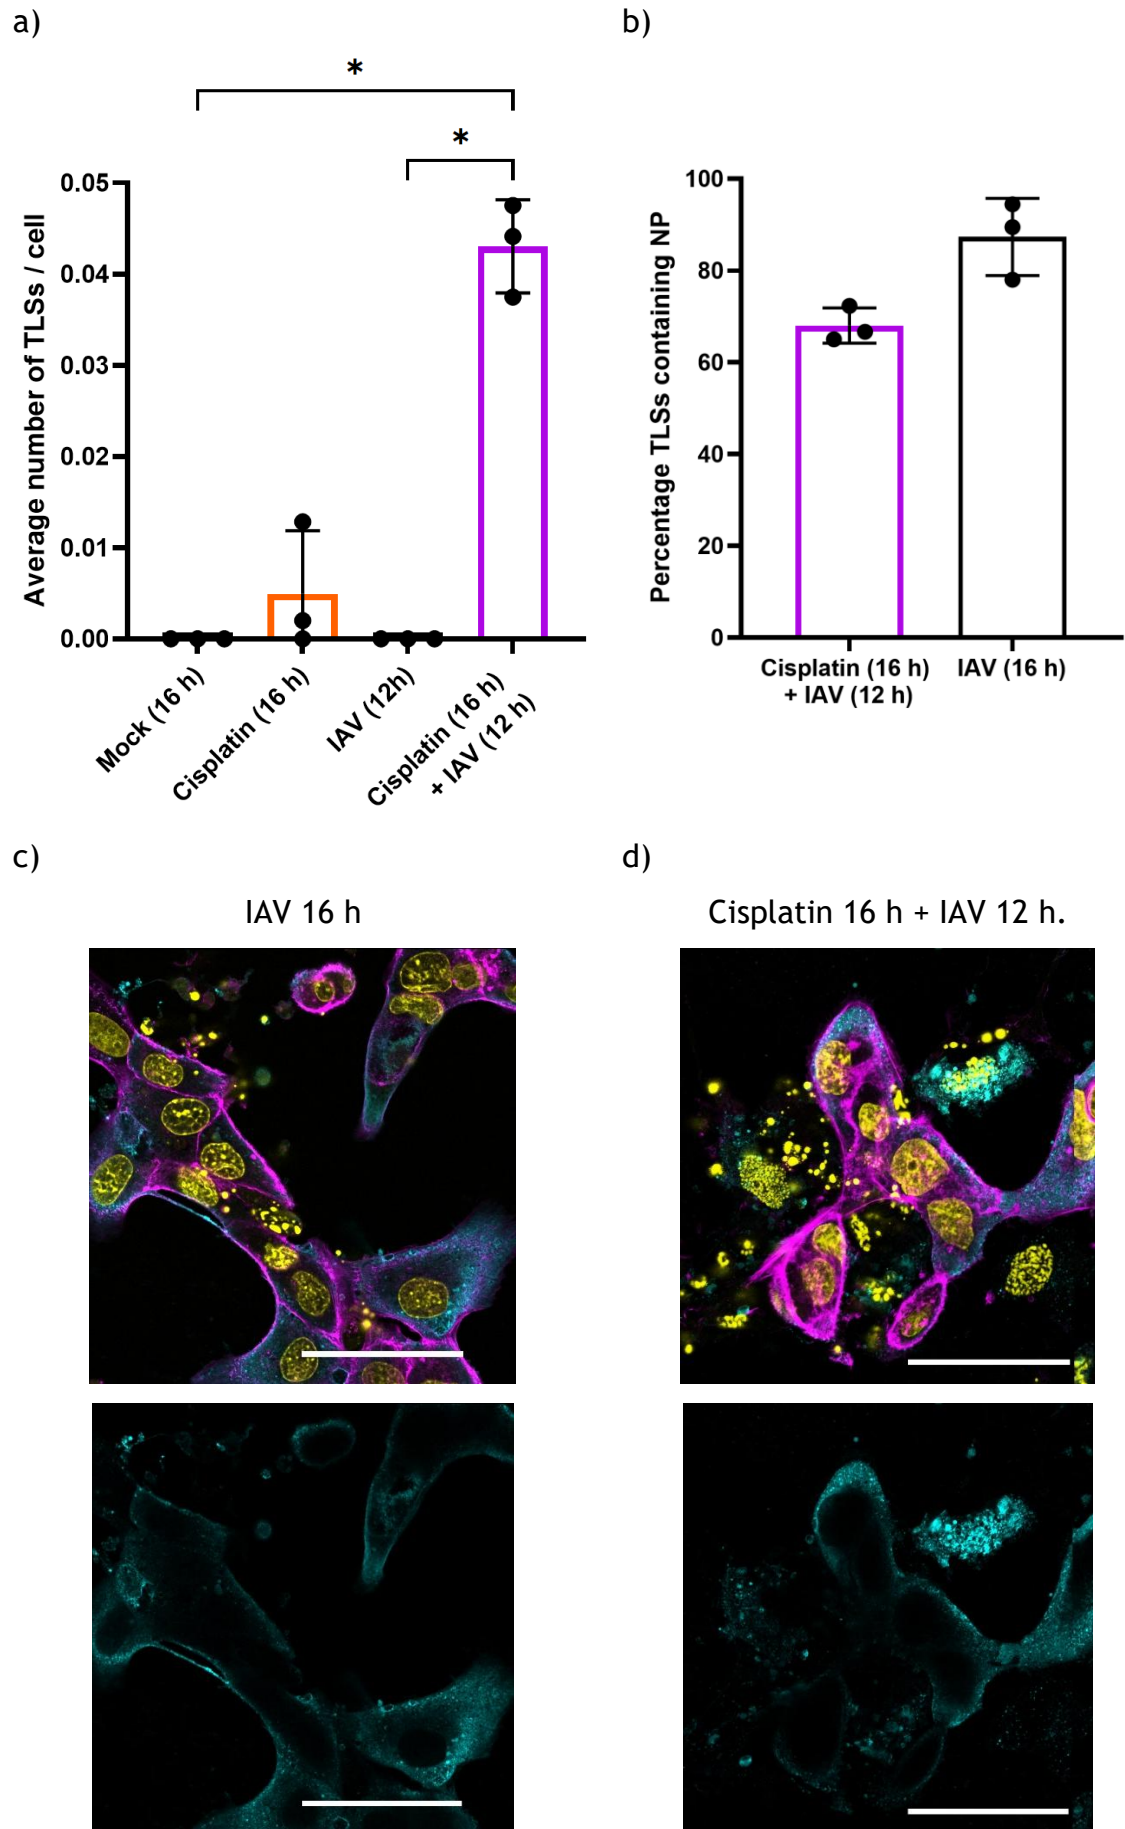 a)
*
*
0.05
0.04
0.03
0.02
0.01
0.00
Average number of TLSs / cell
Mock (16 h)
Cisplatin (16 h)
IAV (12h)
Cisplatin (16 h)
+ IAV (12 h)
b)
100
80
60
40
20
0
Percentage TLSs containing NP
Cisplatin (16 h)
+ IAV (12 h)
IAV (16 h)
c)
IAV 16 h
d)
Cisplatin 16 h + IAV 12 h.